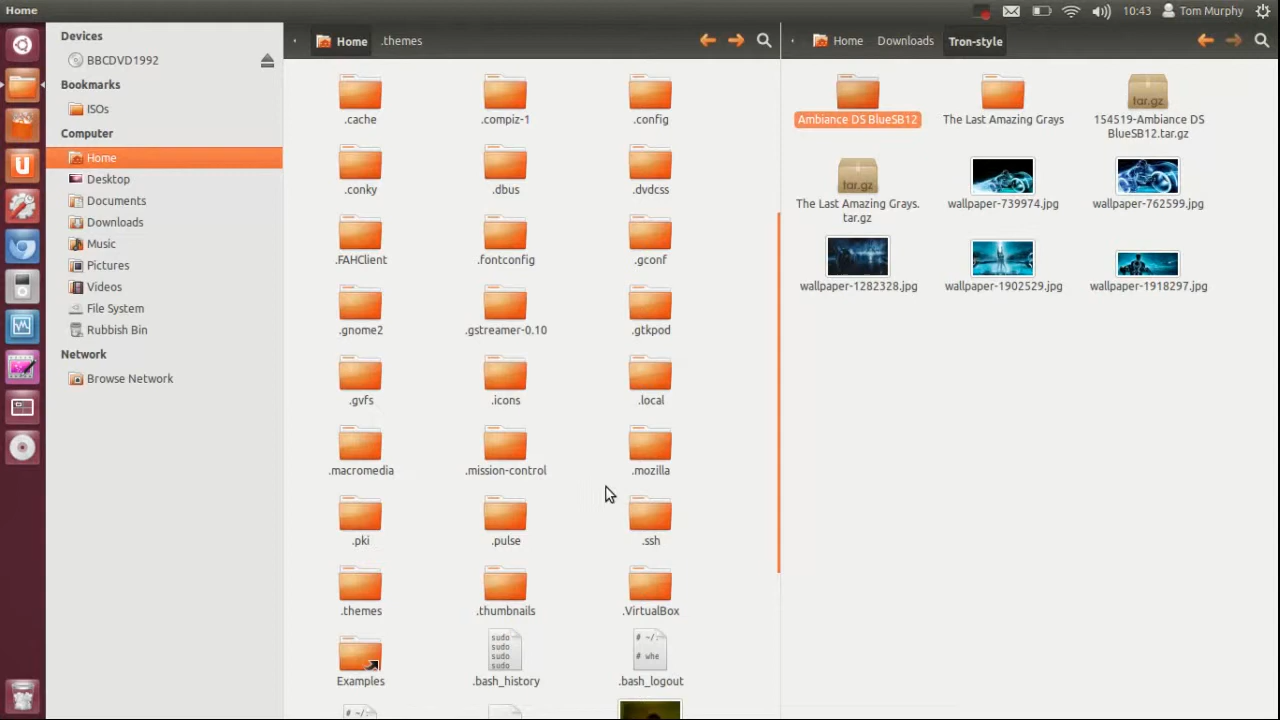 Home
10:43
Tom Murphy
Devices
BBCDVD1992
Bookmarks
ISOs
Computer
Home
Desktop
Documents
Downloads
Music
Pictures
Videos
File System
Rubbish Bin
Network
Browse Network
Home
.themes
.cache
.compiz-1
.config
.conky
.dbus
.dvdcss
.FAHClient
.fontconfig
.gconf
.gnome2
.gstreamer-0.10
.gtkpod
.gvfs
.icons
.local
.macromedia
.mission-control
.mozilla
.pki
.pulse
.ssh
.themes
.thumbnails
.VirtualBox
sudo
sudo
sudo
sudo
# ~/.
# whe
Examples
.bash_history
.bash_logout
# ~/.
Home
Downloads
Tron-style
tar.gz
Ambiance DS BlueSB12
The Last Amazing Grays
154519-Ambiance DS
BlueSB12.tar.gz
tar.gz
The Last Amazing Grays.
tar.gz
wallpaper-739974.jpg
wallpaper-762599.jpg
wallpaper-1282328.jpg
wallpaper-1902529.jpg
wallpaper-1918297.jpg